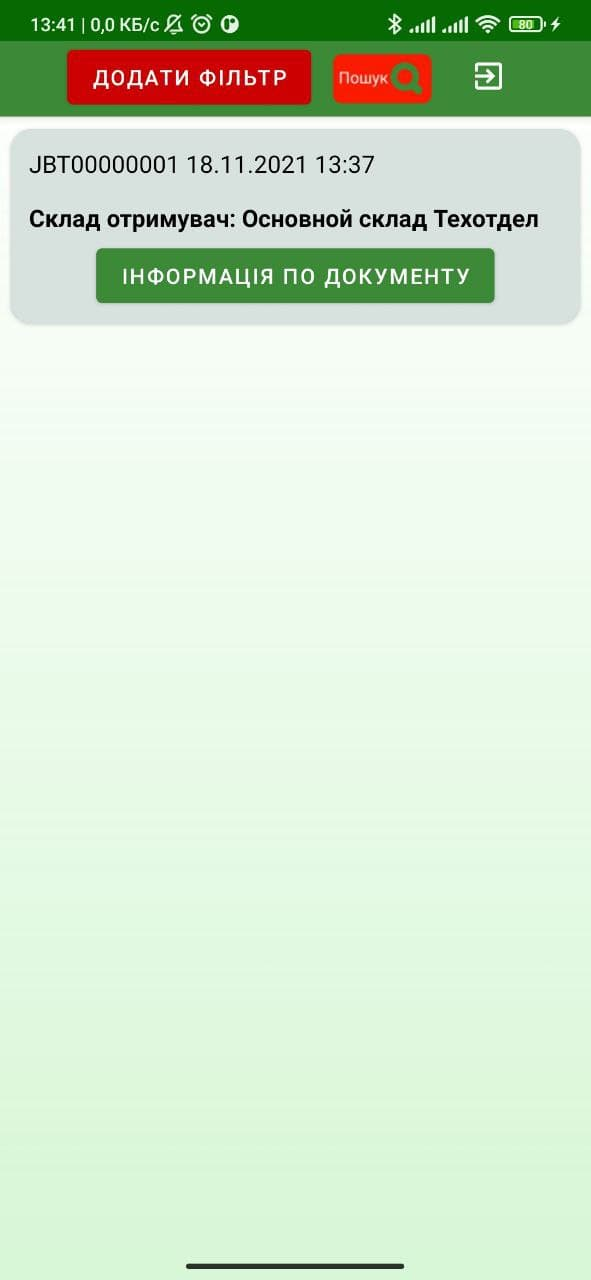 13:41 | 0,0 КБ/с
80
ДОДАТИ ФІЛЬТР
Пошук
JBT00000001 18.11.2021 13:37
Склад отримувач: Основной склад Техотдел
ІНФОРМАЦІЯ ПО ДОКУМЕНТУ